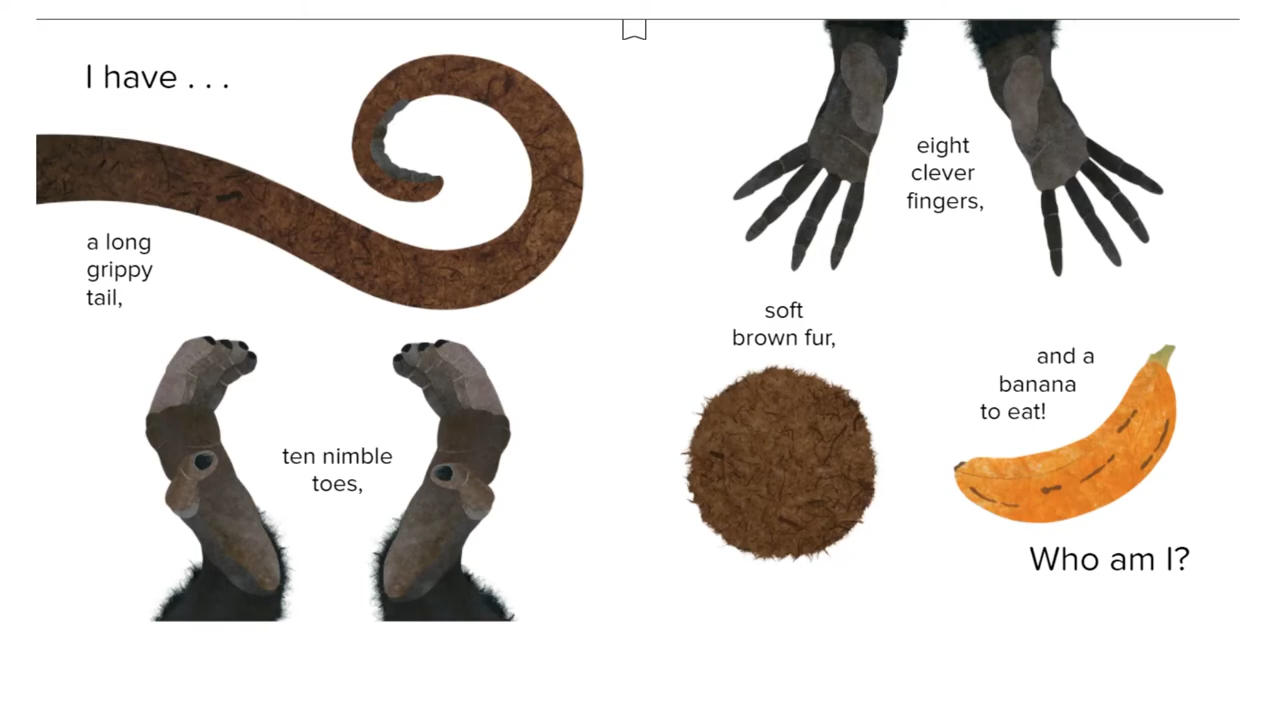 I have . . .
a long
grippy
tail,
ten nimble
toes,
eight
clever
fingers,
soft
brown fur,
and a
banana
to eat!
Who am I?